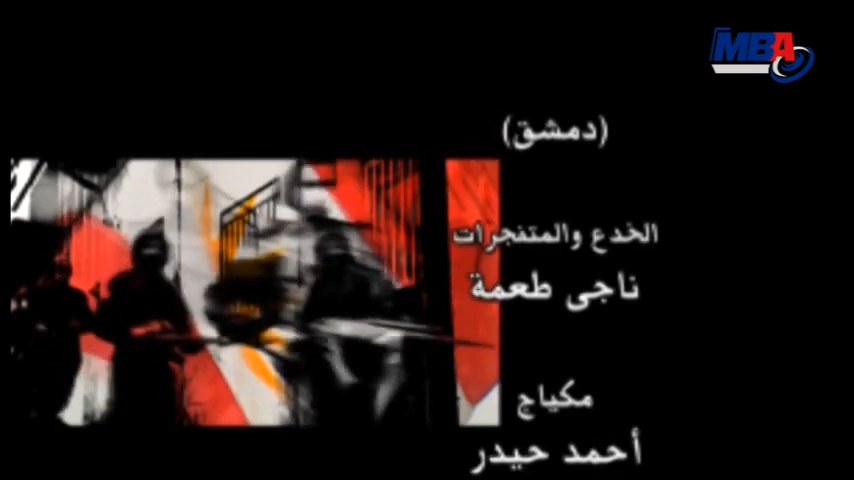 MBA
(دمشق)
الخدع والمتفجرات
ناجى طعمة
مكياج
أحمد حيدر